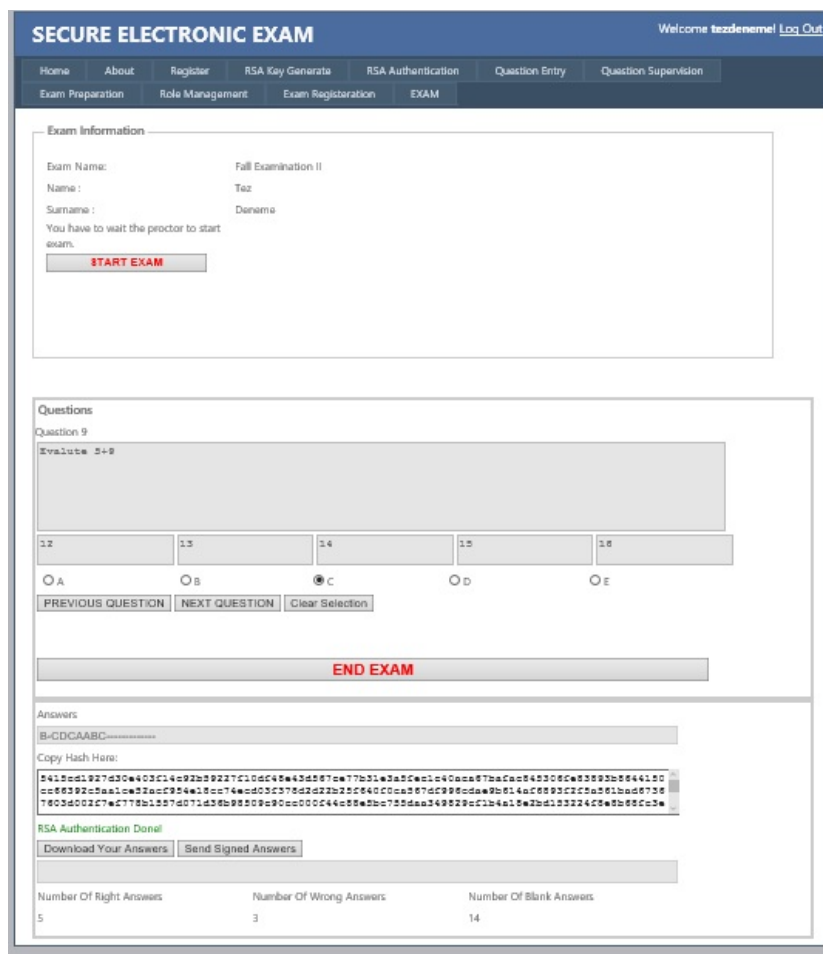 SECURE ELECTRONIC EXAM
Welcome tezdeneme! Log Out
Home About Register RSA Key Generate RSA Authentication Question Entry Question Supervision
Exam Preparation Role Management Exam Registeration EXAM
Exam Information
Exam Name: Fall Examination II
Name : Tez
Surname : Deneme
You have to wait the proctor to start
exam.
START EXAM
Questions
Question 9
Evalute 5+9
12 13 14 15 16
A B C D E
PREVIOUS QUESTION NEXT QUESTION Clear Selection
END EXAM
Answers
B-CDCAABC-------------
Copy Hash Here:
RSA Authentication Done!
Download Your Answers Send Signed Answers
Number Of Right Answers Number Of Wrong Answers Number Of Blank Answers
5 3 14